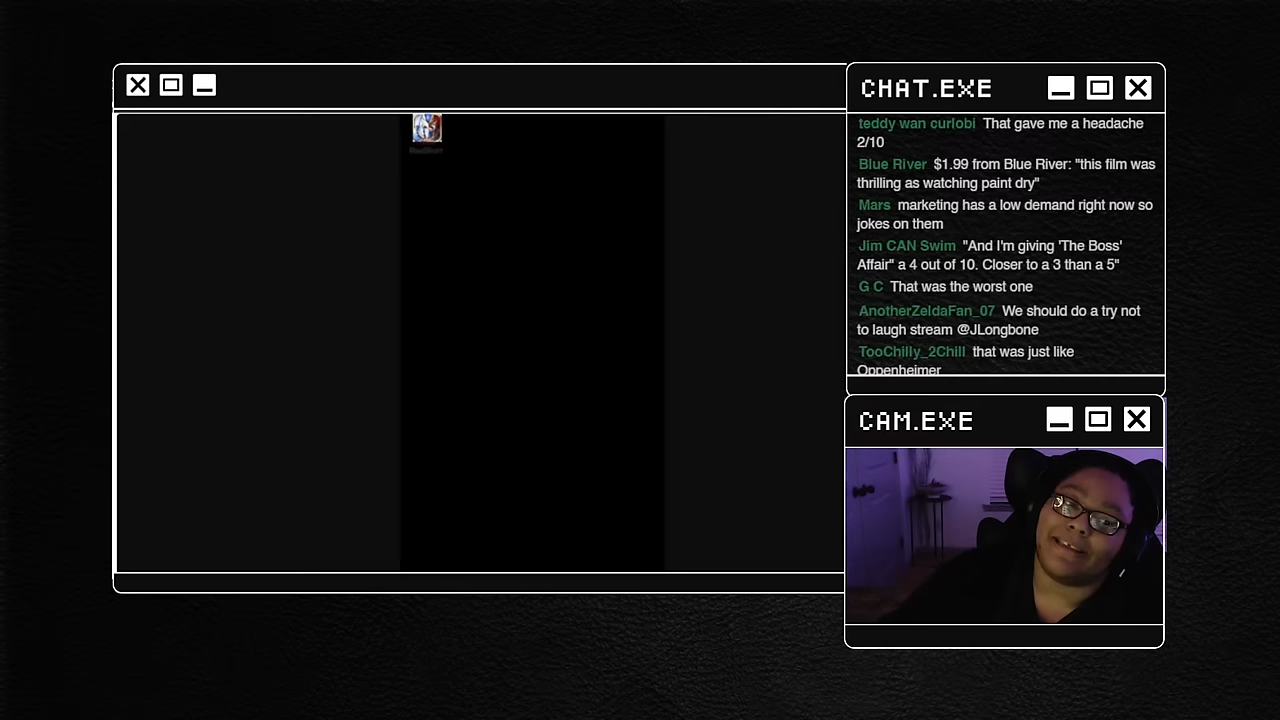 CHAT.EXE
teddy wan curlobi That gave me a headache
2/10
Blue River $1.99 from Blue River: "this film was
thrilling as watching paint dry"
Mars marketing has a low demand right now so
jokes on them
Jim CAN Swim "And I'm giving 'The Boss'
Affair" a 4 out of 10. Closer to a 3 than a 5"
G C That was the worst one
AnotherZeldaFan_07 We should do a try not
to laugh stream @JLongbone
TooChilly_2Chill that was just like
Oppenheimer
CAM.EXE